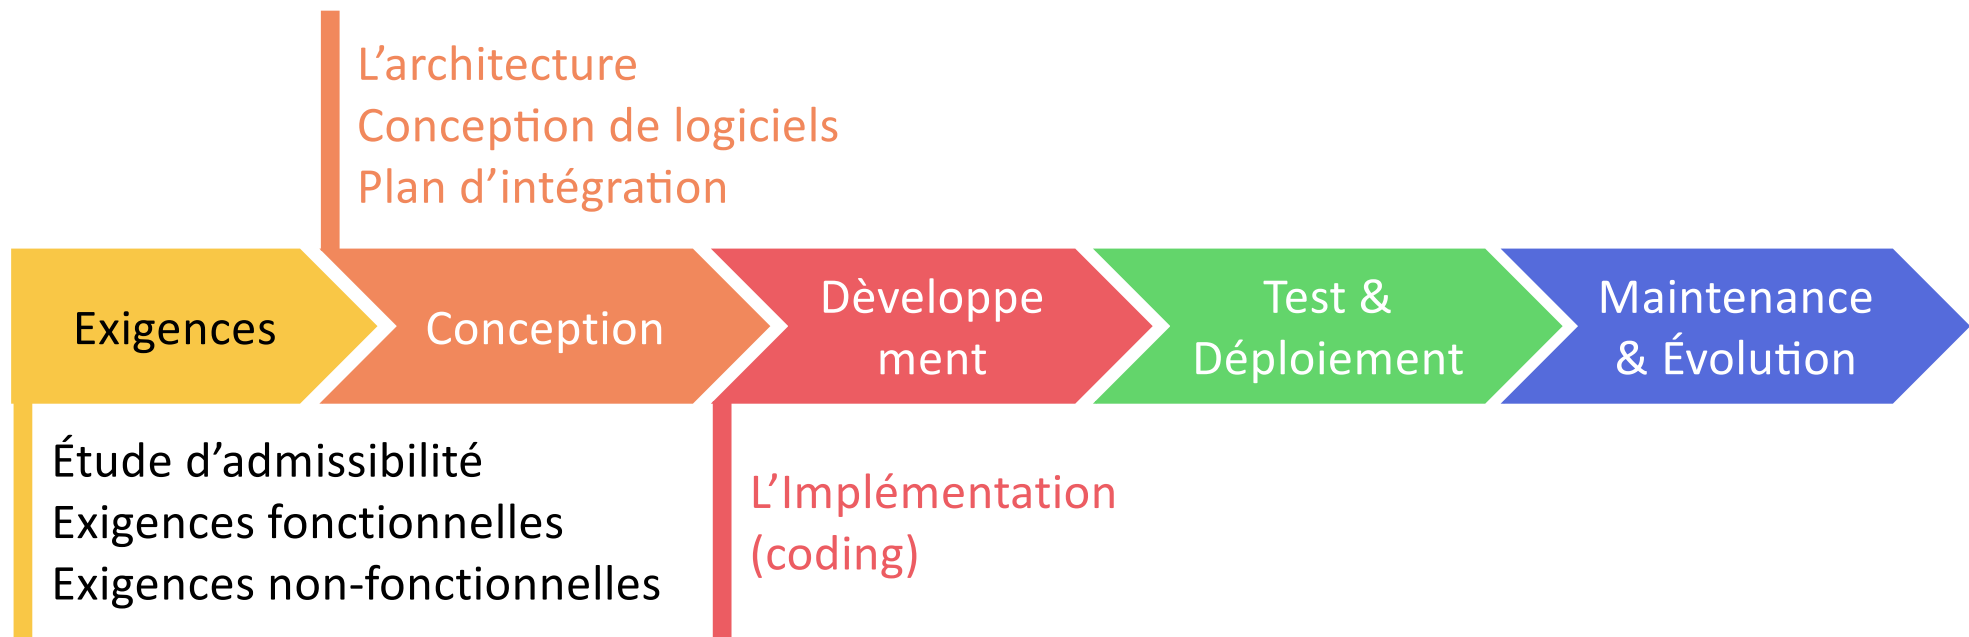 L’architecture
Conception de logiciels
Plan d’intégration
Exigences
Conception
Dèveloppe
ment
Test &
Déploiement
Maintenance
& Évolution
Étude d’admissibilité
Exigences fonctionnelles
Exigences non-fonctionnelles
L’Implémentation
(coding)